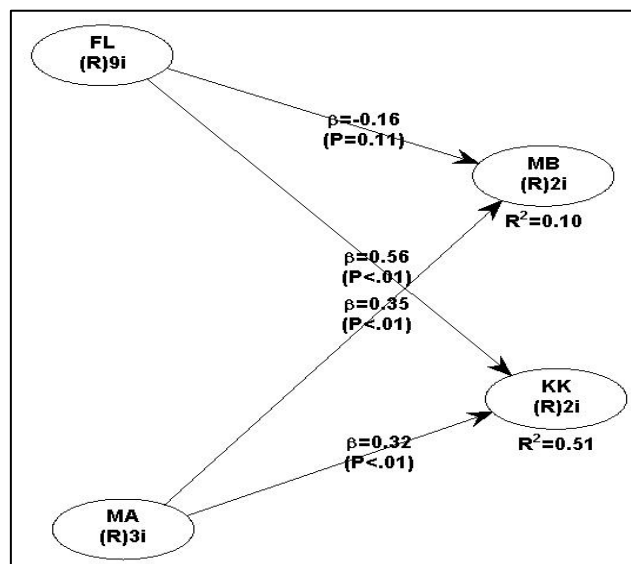 FL
(R)9i
β=-0.16
(P=0.11)
MB
(R)2i
R²=0.10
β=0.56
(P<.01)
β=0.35
(P<.01)
KK
(R)2i
R²=0.51
β=0.32
(P<.01)
MA
(R)3i